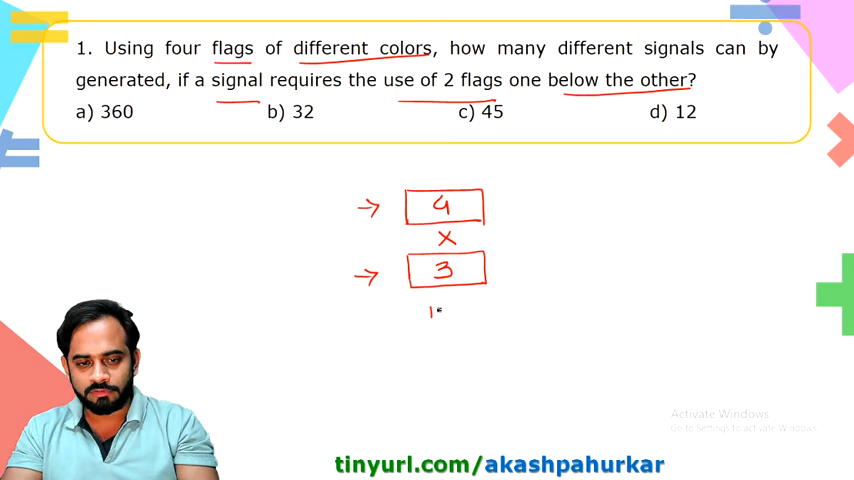 1. Using four flags of different colors, how many different signals can by
generated, if a signal requires the use of 2 flags one below the other?
a) 360 b) 32 c) 45 d) 12
4
×
3
1
Activate Windows
Go to Settings to activate Windows.
tinyurl.com/akashpahurkar